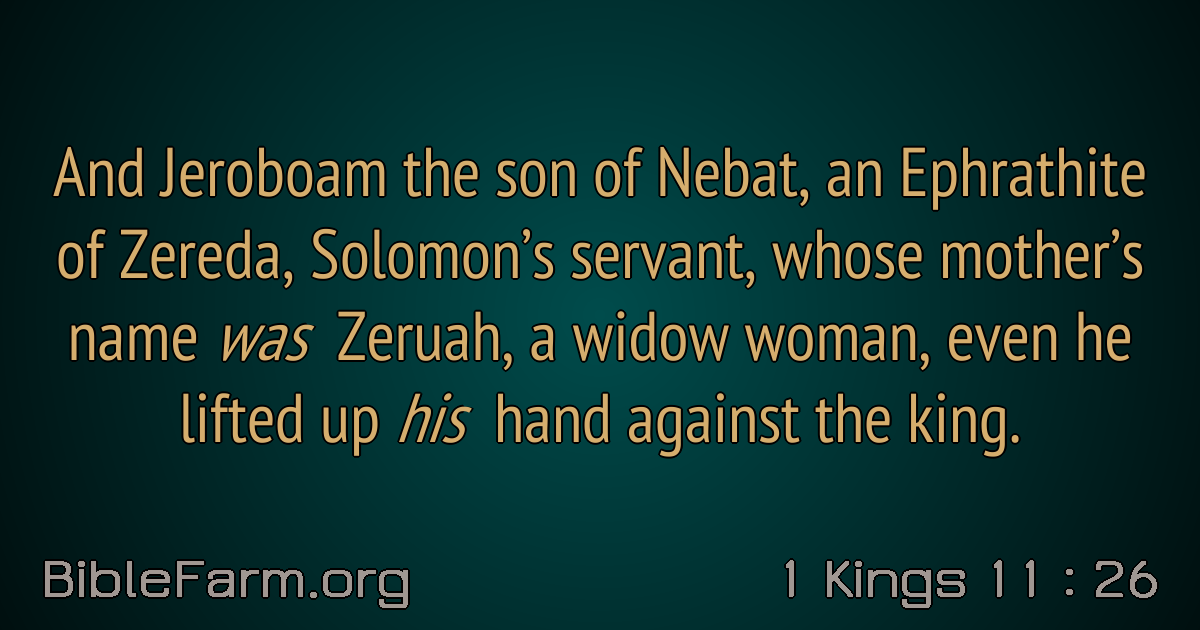 And Jeroboam the son of Nebat, an Ephrathite
of Zereda, Solomon’s servant, whose mother’s
name was Zeruah, a widow woman, even he
lifted up his hand against the king.
BibleFarm.org
1 Kings 11 : 26